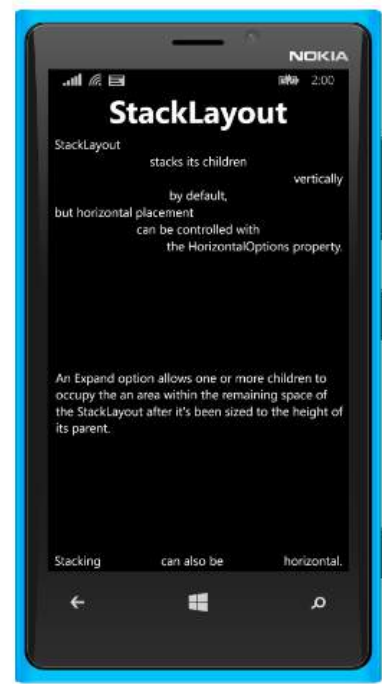 NOKIA
2:00
StackLayout
StackLayout
stacks its children
vertically
by default,
but horizontal placement
can be controlled with
the HorizontalOptions property.
An Expand option allows one or more children to
occupy the an area within the remaining space of
the StackLayout after it's been sized to the height of
its parent.
Stacking can also be horizontal.